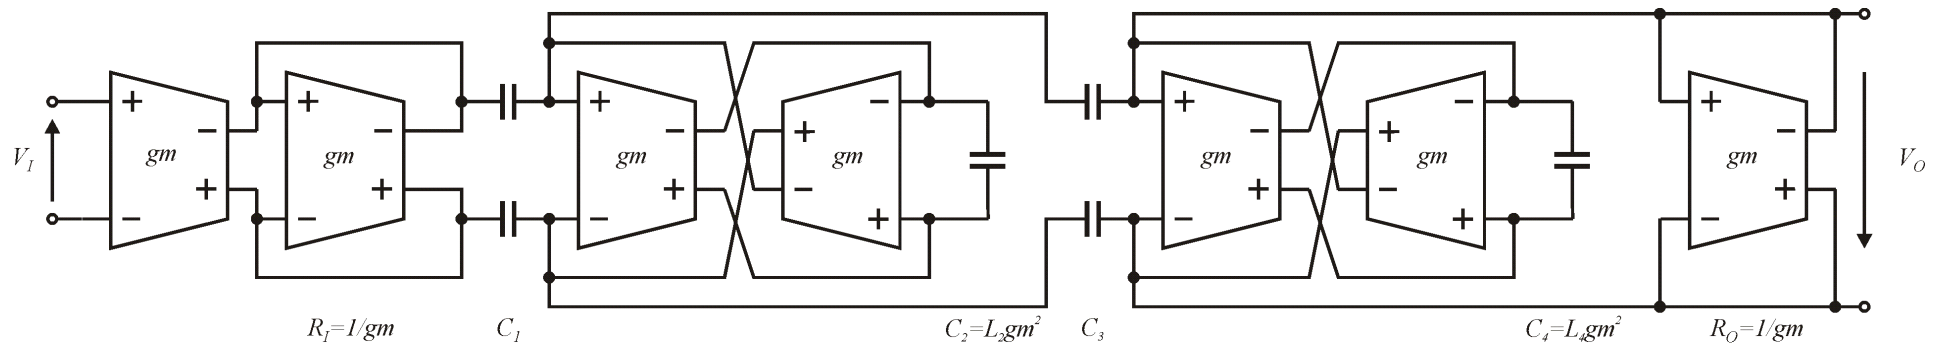 V_I
+ − gm − +
+ − gm − +
+ − gm − +
− + gm + −
+ − gm − +
− + gm + −
+ − gm − +
V_O
R_I=1/gm C_1 C_2=L_2gm^2 C_3 C_4=L_4gm^2 R_O=1/gm